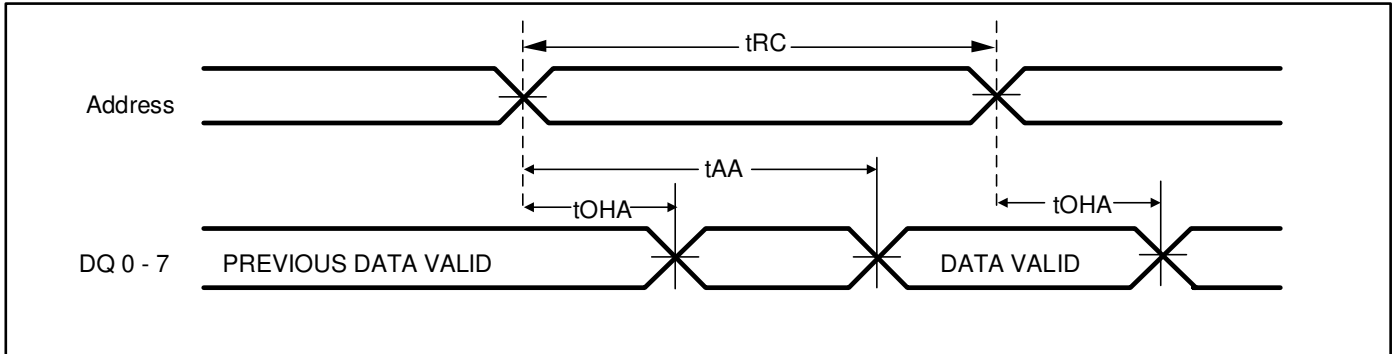 tRC
Address
tAA
tOHA tOHA
DQ 0 - 7 PREVIOUS DATA VALID DATA VALID